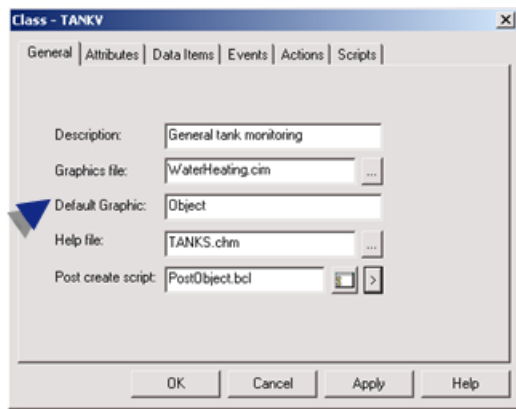 Class - TANKV
General Attributes Data Items Events Actions Scripts
Description: General tank monitoring
Graphics file: WaterHeating.cim ...
Default Graphic: Object
Help file: TANKS.chm ...
Post create script: PostObject.bcl >
OK Cancel Apply Help